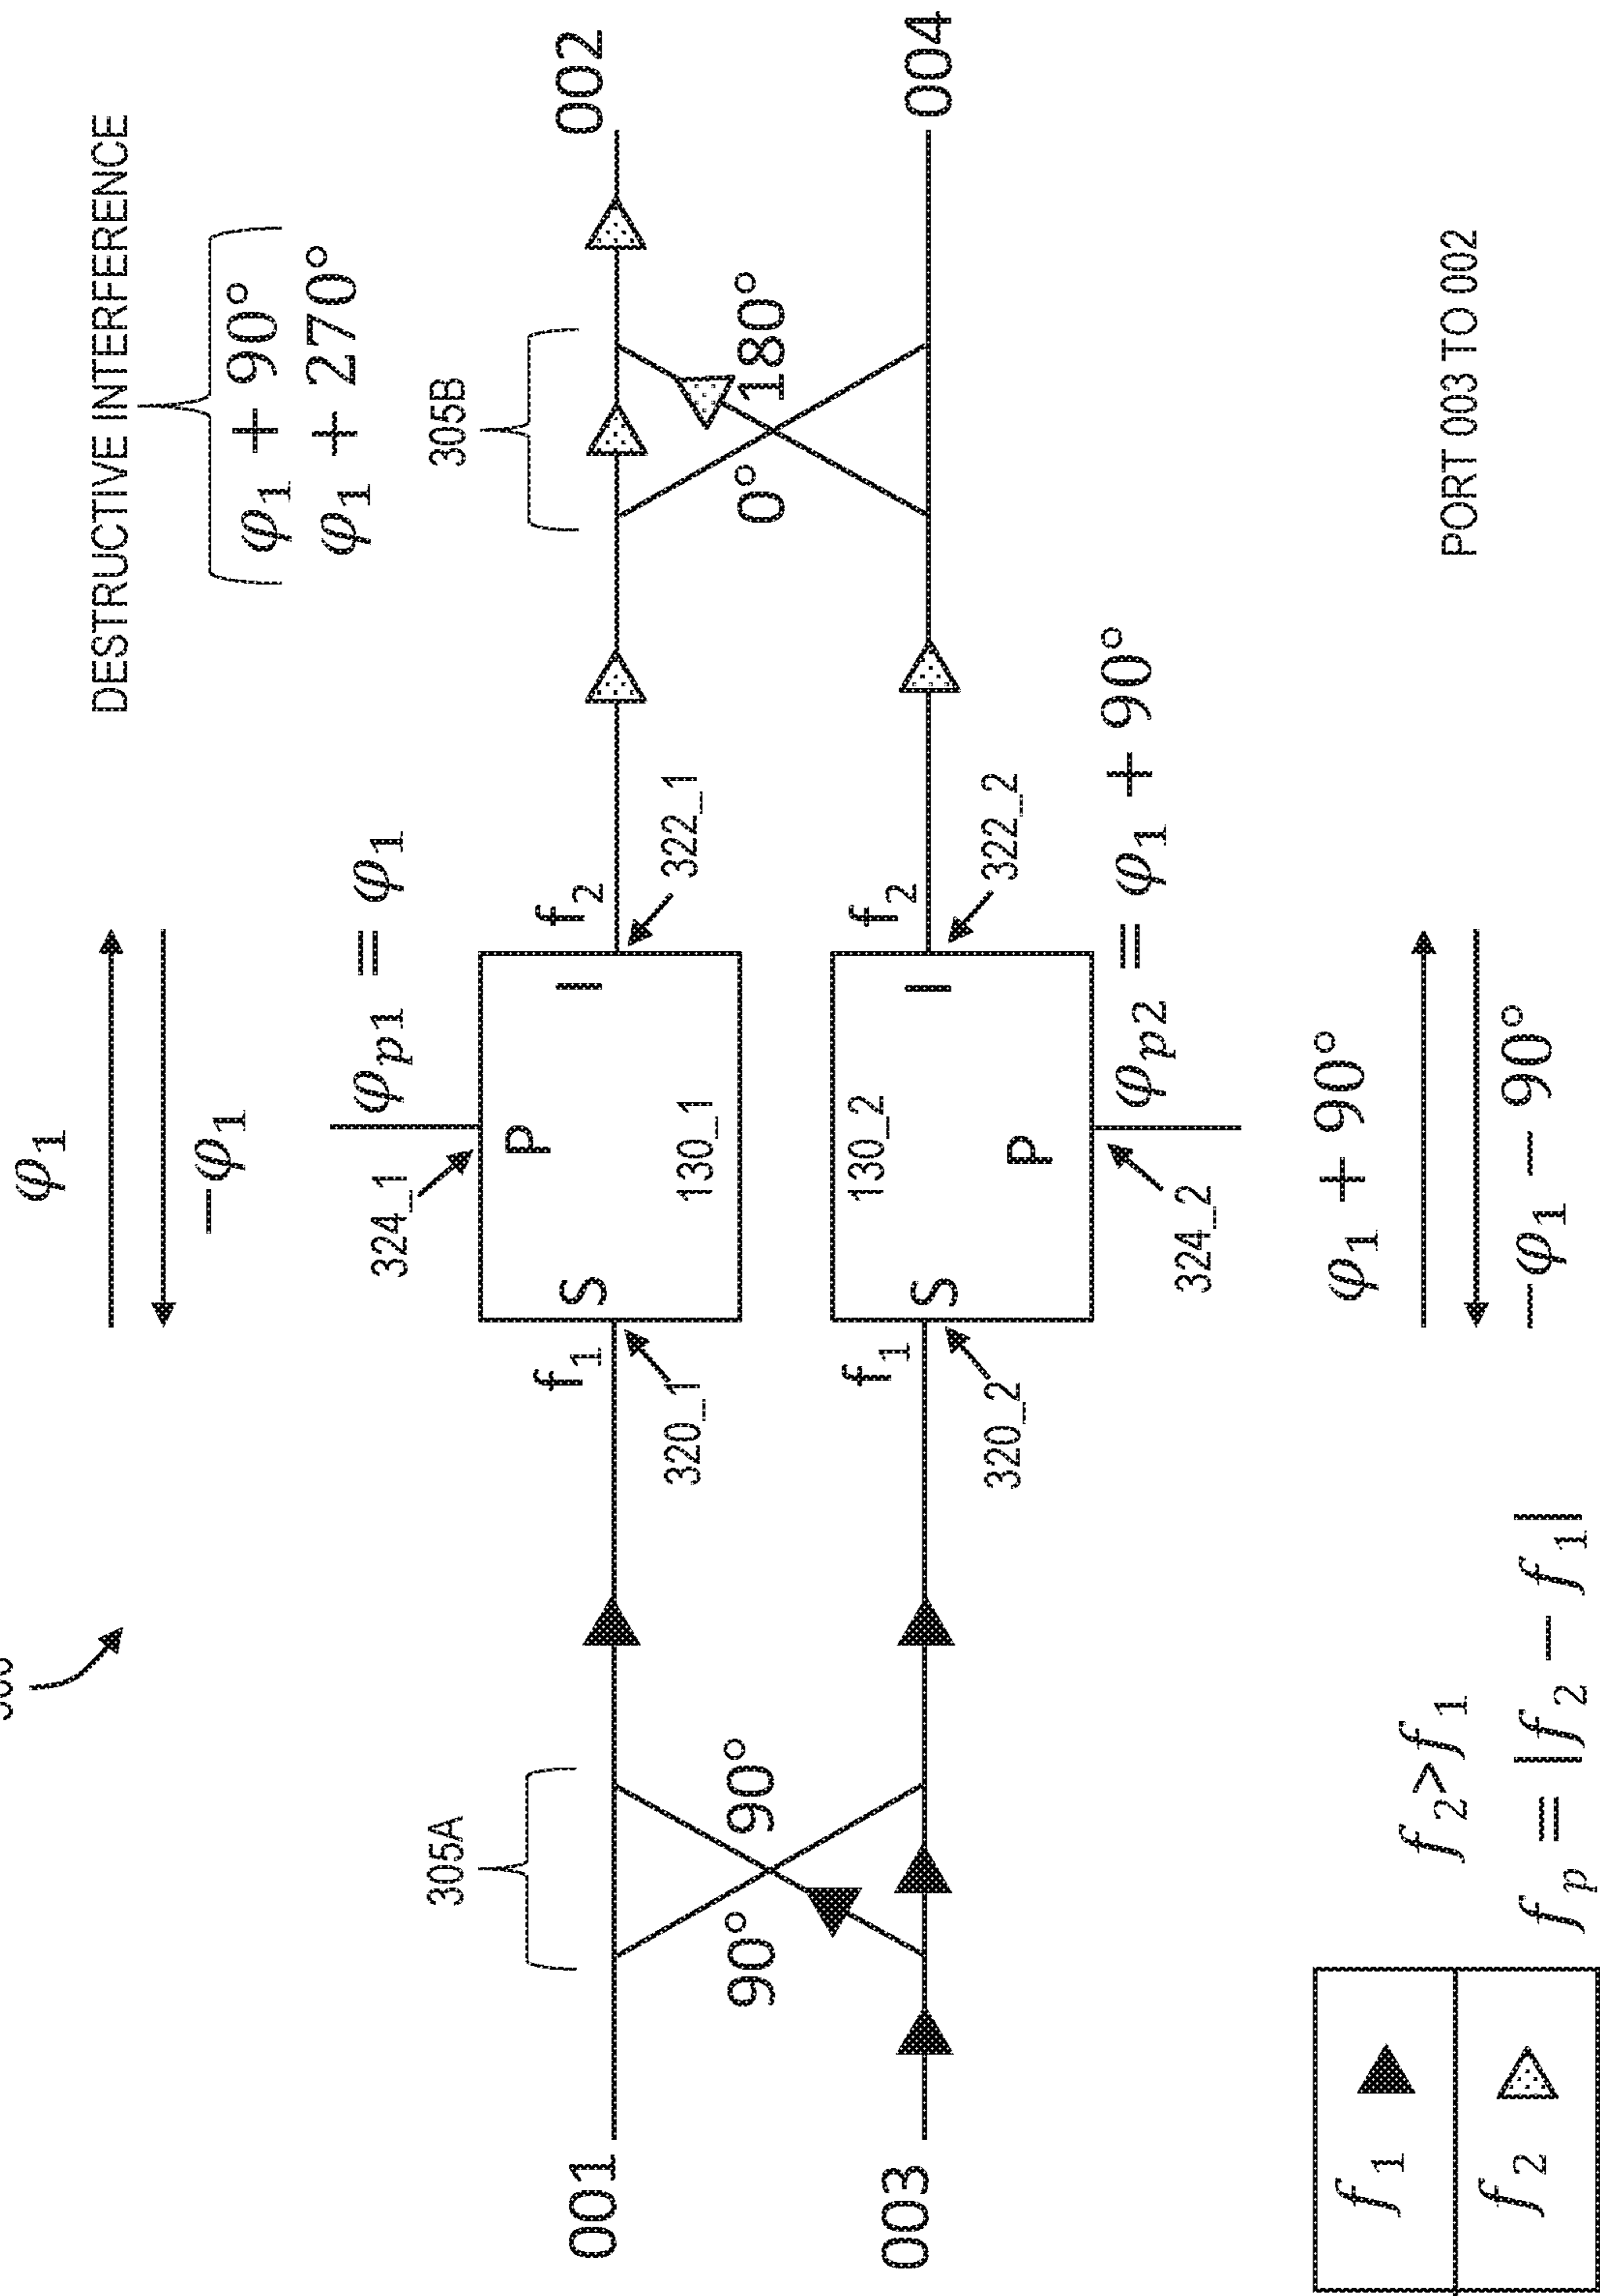 DESTRUCTIVE INTERFERENCE
φ₁ + 90°
φ₁ + 270°
φ₁
−φ₁
φₚ₁ = φ₁
324_1
305A
305B
001
f₁
S
P
I
f₂
002
320_1
130_1
322_1
90°
90°
0°
180°
003
f₁
S
130_2
P
I
f₂
004
320_2
322_2
324_2
φₚ₂ = φ₁ + 90°
φ₁ + 90°
−φ₁ − 90°
f₁
f₂
f₂>f₁
fₚ = |f₂ − f₁|
PORT 003 TO 002